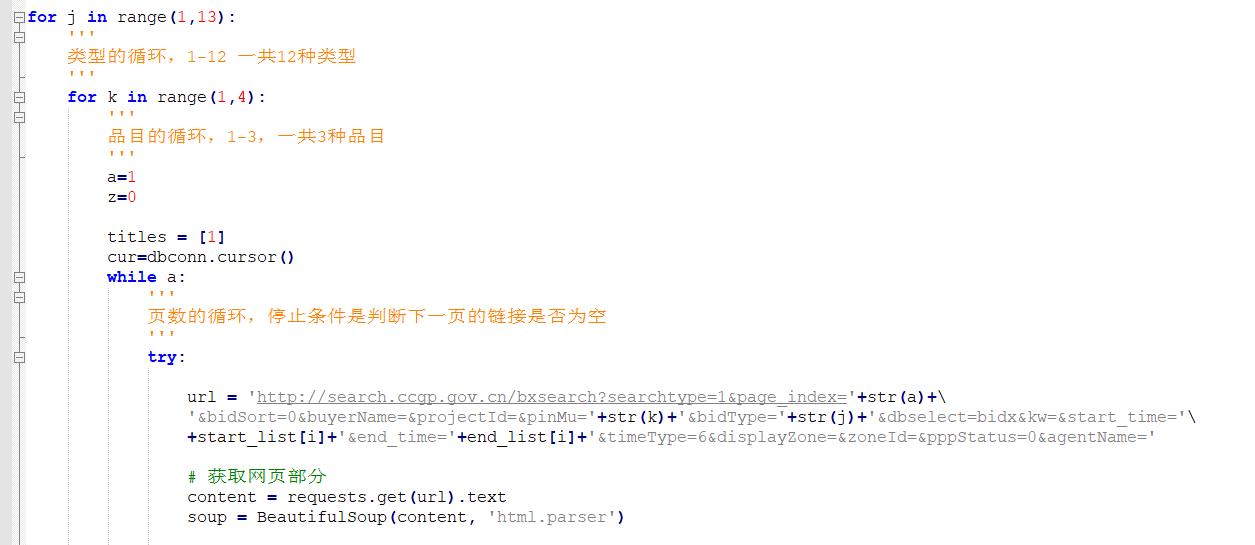 for j in range(1,13):
'''
类型的循环，1-12 一共12种类型
'''
for k in range(1,4):
'''
品目的循环，1-3，一共3种品目
'''
a=1
z=0
titles = [1]
cur=dbconn.cursor()
while a:
'''
页数的循环，停止条件是判断下一页的链接是否为空
'''
try:
url = 'http://search.ccgp.gov.cn/bxsearch?searchtype=1&page_index='+str(a)+\
'&bidSort=0&buyerName=&projectId=&pinMu='+str(k)+'&bidType='+str(j)+'&dbselect=bidx&kw=&start_time='\
+start_list[i]+'&end_time='+end_list[i]+'&timeType=6&displayZone=&zoneId=&pppStatus=0&agentName='
# 获取网页部分
content = requests.get(url).text
soup = BeautifulSoup(content, 'html.parser')